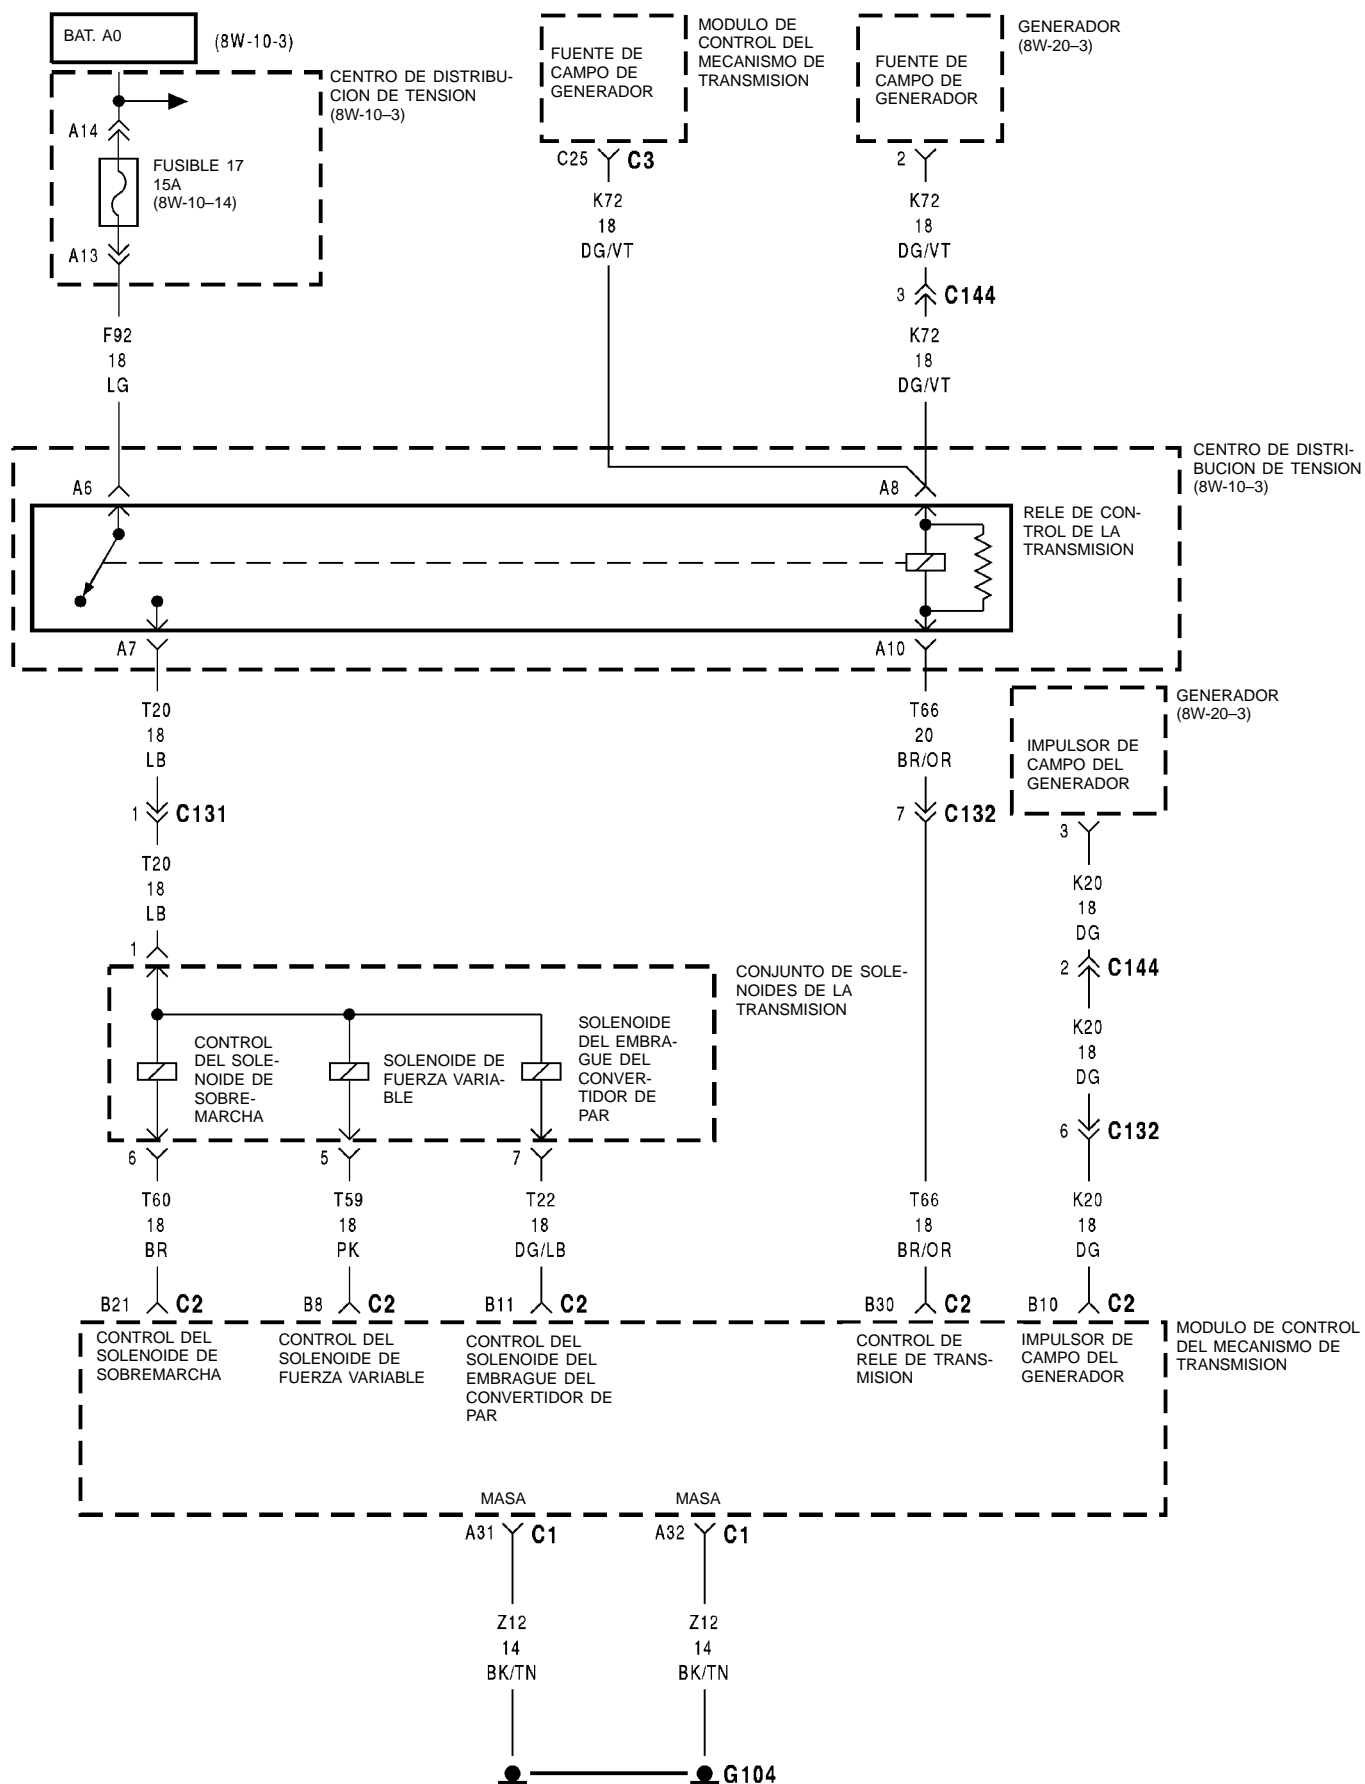 BAT. A0
(8W-10-3)
CENTRO DE DISTRIBU-
CION DE TENSION
(8W-10–3)
A14
FUSIBLE 17
15A
(8W-10–14)
A13
F92
18
LG
FUENTE DE
CAMPO DE
GENERADOR
MODULO DE
CONTROL DEL
MECANISMO DE
TRANSMISION
C25
C3
K72
18
DG/VT
FUENTE DE
CAMPO DE
GENERADOR
GENERADOR
(8W-20–3)
2
K72
18
DG/VT
3
C144
K72
18
DG/VT
CENTRO DE DISTRI-
BUCION DE TENSION
(8W-10–3)
A6
A8
RELE DE CON-
TROL DE LA
TRANSMISION
A7
A10
T20
18
LB
1
C131
T20
18
LB
1
T66
20
BR/OR
7
C132
GENERADOR
(8W-20–3)
IMPULSOR DE
CAMPO DEL
GENERADOR
3
K20
18
DG
2
C144
K20
18
DG
6
C132
CONJUNTO DE SOLE-
NOIDES DE LA
TRANSMISION
CONTROL
DEL SOLE-
NOIDE DE
SOBRE-
MARCHA
SOLENOIDE DE
FUERZA VARIA-
BLE
SOLENOIDE
DEL EMBRA-
GUE DEL
CONVER-
TIDOR DE
PAR
6
5
7
T60
18
BR
T59
18
PK
T22
18
DG/LB
T66
18
BR/OR
K20
18
DG
B21
C2
B8
C2
B11
C2
B30
C2
B10
C2
CONTROL DEL
SOLENOIDE DE
SOBREMARCHA
CONTROL DEL
SOLENOIDE DE
FUERZA VARIABLE
CONTROL DEL
SOLENOIDE DEL
EMBRAGUE DEL
CONVERTIDOR DE
PAR
CONTROL DE
RELE DE TRANS-
MISION
IMPULSOR DE
CAMPO DEL
GENERADOR
MODULO DE CONTROL
DEL MECANISMO DE
TRANSMISION
MASA
MASA
A31
C1
A32
C1
Z12
14
BK/TN
Z12
14
BK/TN
G104